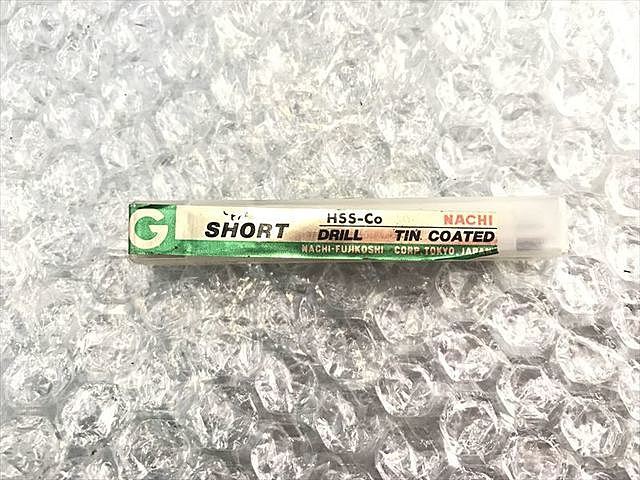 G
SHORT
HSS-Co
NACHI
DRILL TIN COATED
NACHI-FUJIKOSHI CORP. TOKYO, JAPAN